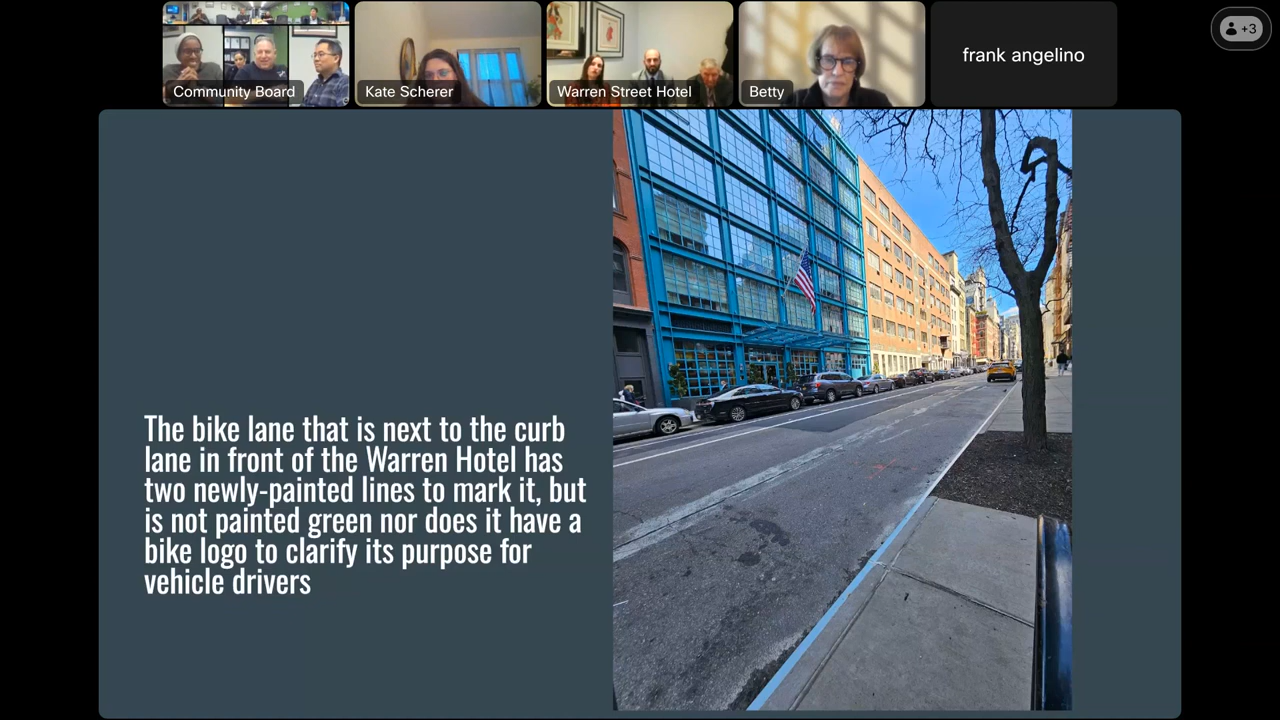 Community Board
Kate Scherer
Warren Street Hotel
Betty
frank angelino
+3
The bike lane that is next to the curb
lane in front of the Warren Hotel has
two newly-painted lines to mark it, but
is not painted green nor does it have a
bike logo to clarify its purpose for
vehicle drivers